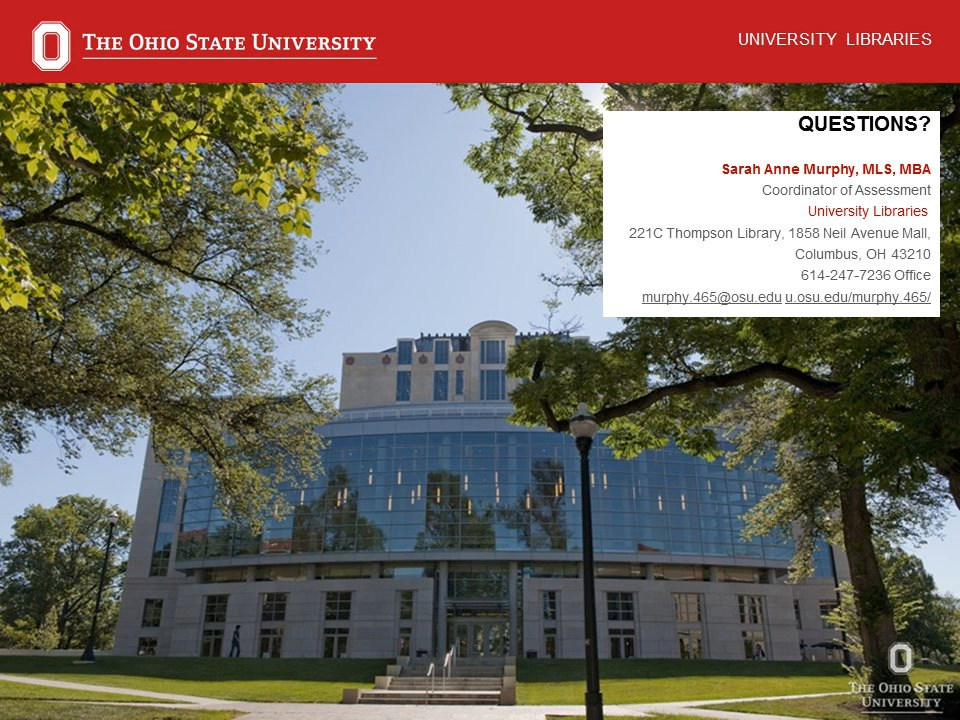 THE OHIO STATE UNIVERSITY
UNIVERSITY LIBRARIES
QUESTIONS?
Sarah Anne Murphy, MLS, MBA
Coordinator of Assessment
University Libraries
221C Thompson Library, 1858 Neil Avenue Mall,
Columbus, OH 43210
614-247-7236 Office
murphy.465@osu.edu u.osu.edu/murphy.465/
THE OHIO STATE
UNIVERSITY